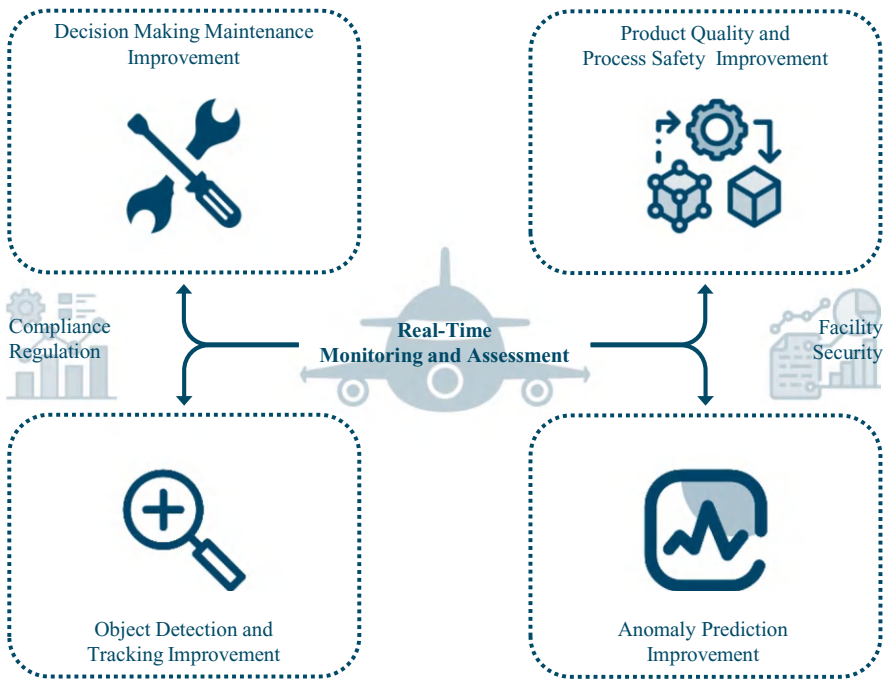 Decision Making Maintenance
Improvement
Product Quality and
Process Safety Improvement
Compliance
Regulation
Real-Time
Monitoring and Assessment
Facility
Security
Object Detection and
Tracking Improvement
Anomaly Prediction
Improvement